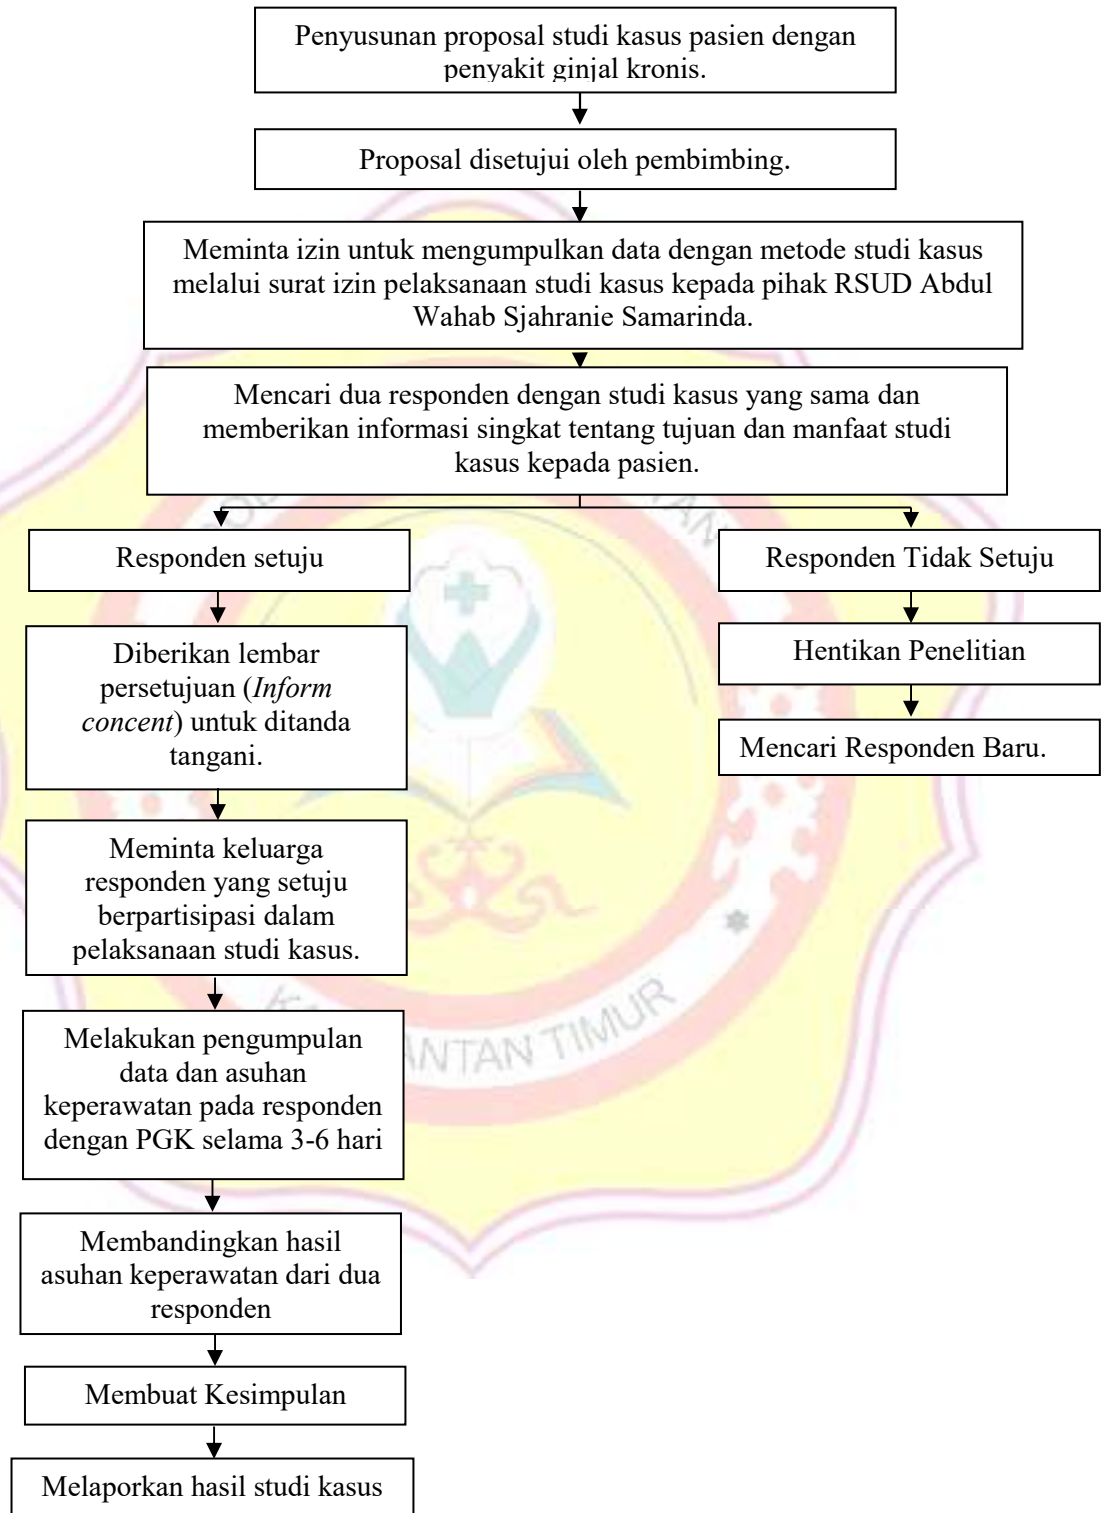 Penyusunan proposal studi kasus pasien dengan
penyakit ginjal kronis.
Proposal disetujui oleh pembimbing.
Meminta izin untuk mengumpulkan data dengan metode studi kasus
melalui surat izin pelaksanaan studi kasus kepada pihak RSUD Abdul
Wahab Sjahranie Samarinda.
Mencari dua responden dengan studi kasus yang sama dan
memberikan informasi singkat tentang tujuan dan manfaat studi
kasus kepada pasien.
Responden setuju
Diberikan lembar
persetujuan (Inform
concent) untuk ditanda
tangani.
Meminta keluarga
responden yang setuju
berpartisipasi dalam
pelaksanaan studi kasus.
Melakukan pengumpulan
data dan asuhan
keperawatan pada responden
dengan PGK selama 3-6 hari
Membandingkan hasil
asuhan keperawatan dari dua
responden
Membuat Kesimpulan
Melaporkan hasil studi kasus
Responden Tidak Setuju
Hentikan Penelitian
Mencari Responden Baru.
TIMUR